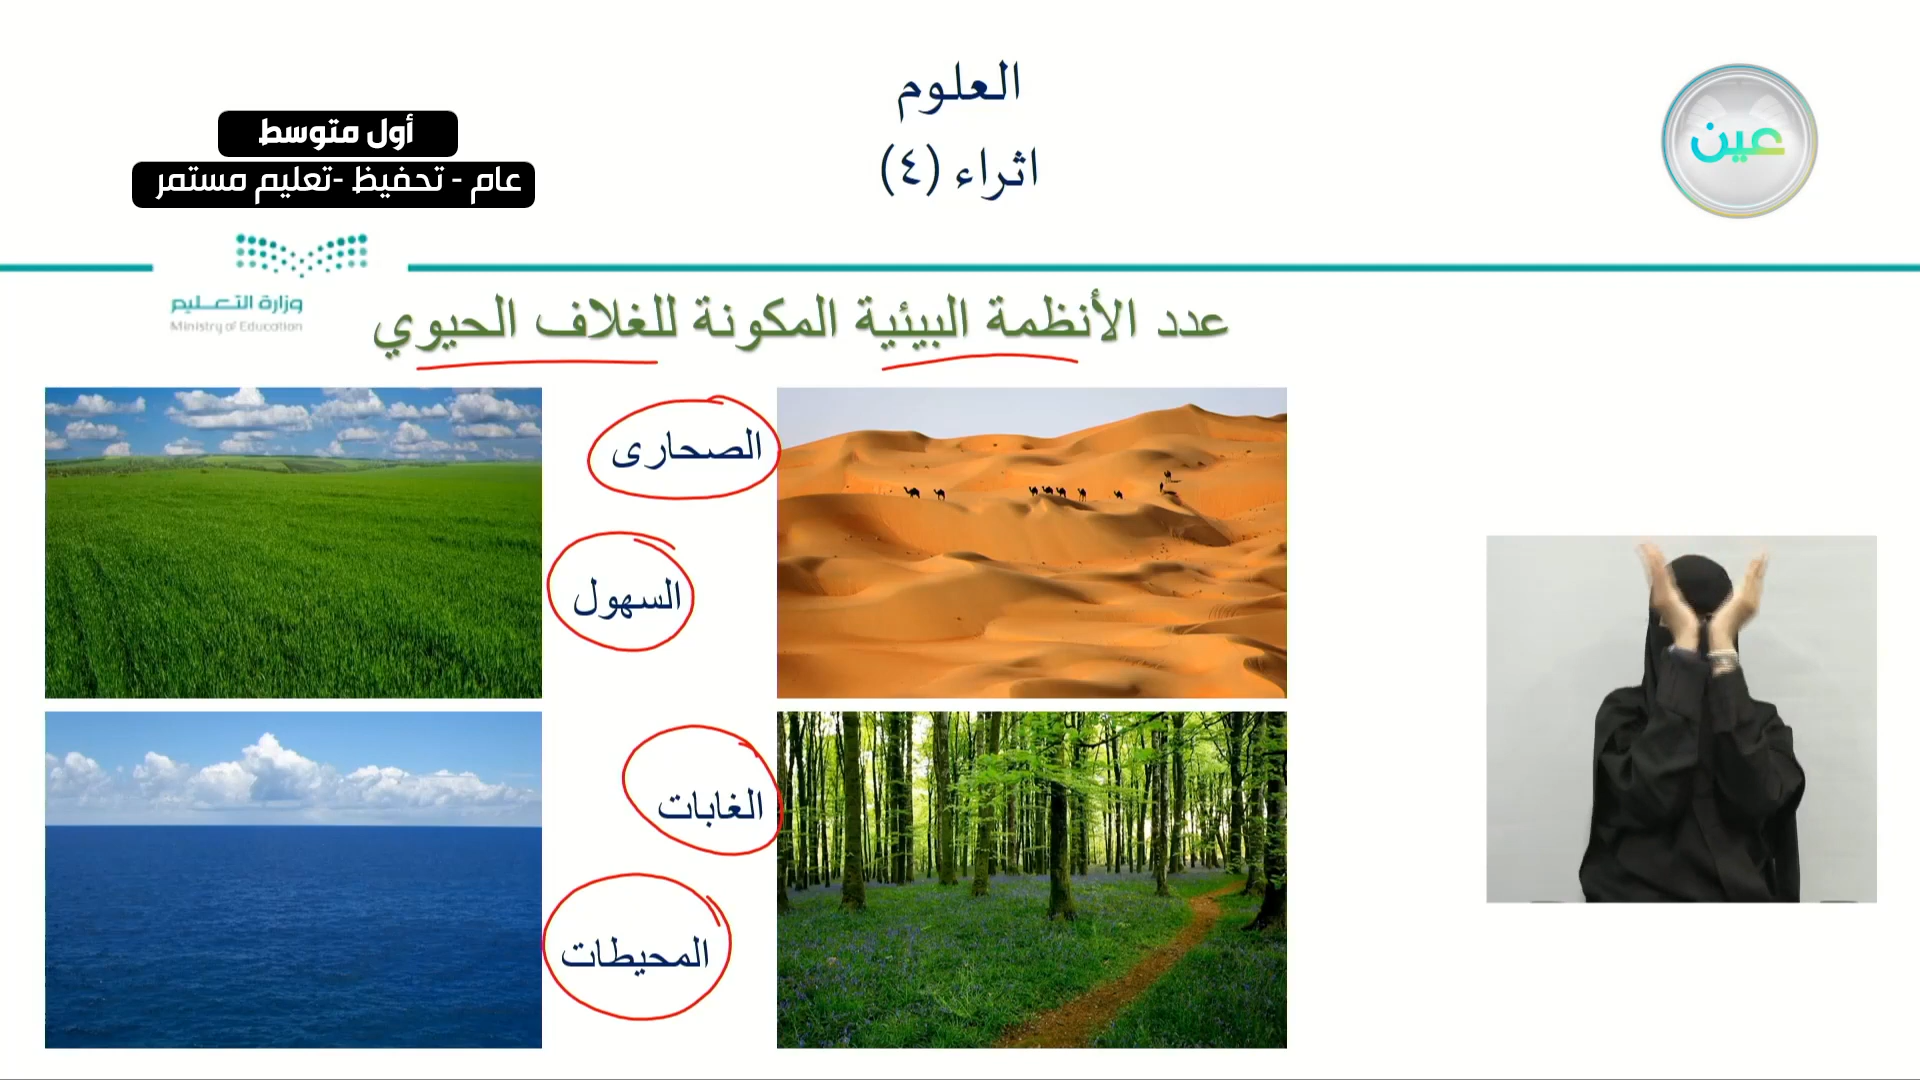 العلوم
اثراء (٤)
عين
أول متوسط
عام - تحفيظ -تعليم مستمر
وزارة التعليم
Ministry of Education
عدد الأنظمة البيئية المكونة للغلاف الحيوي
الصحارى
السهول
الغابات
المحيطات